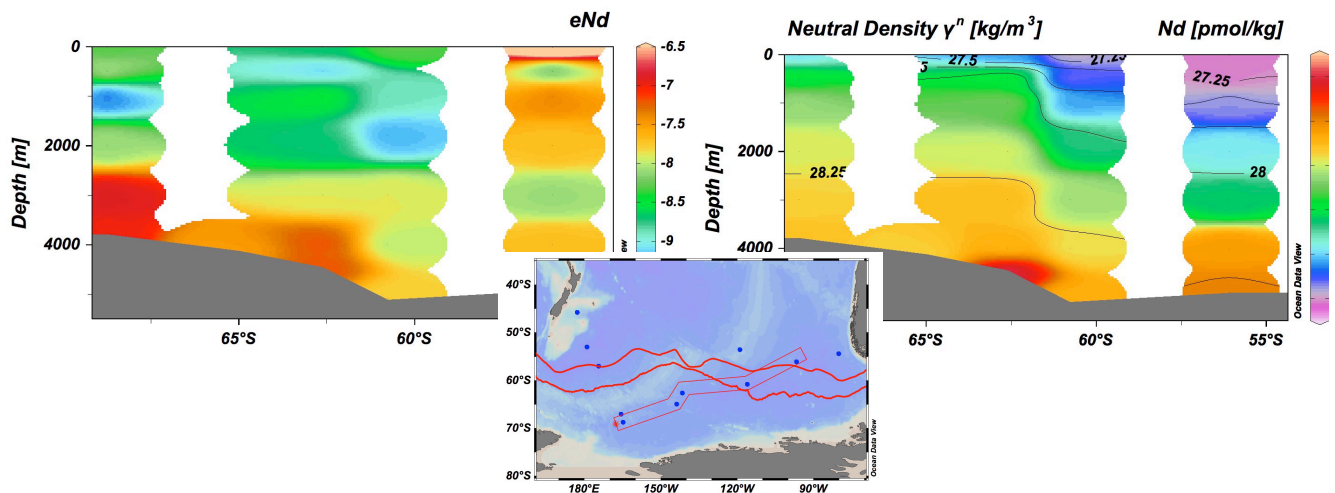 eNd
0
2000
4000
Depth [m]
65°S
60°S
-6.5
-7
-7.5
-8
-8.5
-9
ew
Neutral Density γⁿ [kg/m³]
Nd [pmol/kg]
0
2000
4000
Depth [m]
27.5
27.25
5
28.25
27.25
28
65°S
60°S
55°S
Ocean Data View
40°S
50°S
60°S
70°S
80°S
180°E
150°W
120°W
90°W
Ocean Data View